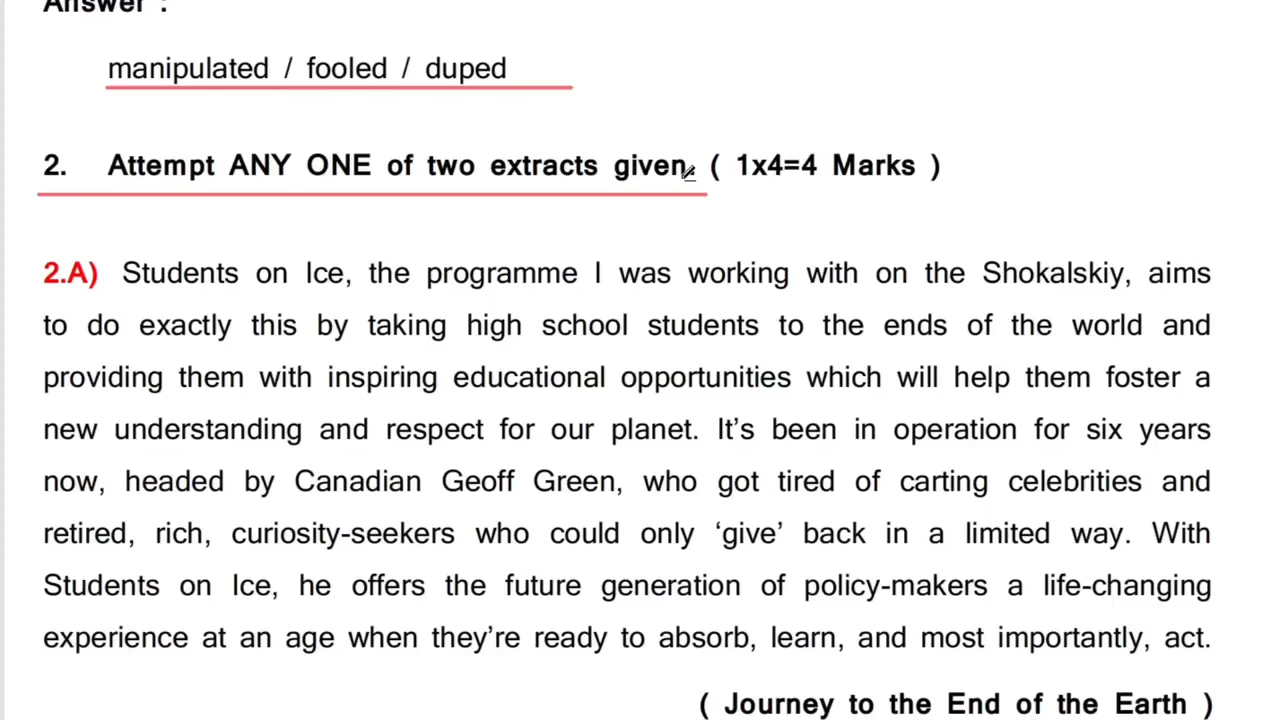 Answer :
manipulated / fooled / duped
2. Attempt ANY ONE of two extracts given. ( 1x4=4 Marks )
2.A) Students on Ice, the programme I was working with on the Shokalskiy, aims
to do exactly this by taking high school students to the ends of the world and
providing them with inspiring educational opportunities which will help them foster a
new understanding and respect for our planet. It’s been in operation for six years
now, headed by Canadian Geoff Green, who got tired of carting celebrities and
retired, rich, curiosity-seekers who could only ‘give’ back in a limited way. With
Students on Ice, he offers the future generation of policy-makers a life-changing
experience at an age when they’re ready to absorb, learn, and most importantly, act.
( Journey to the End of the Earth )